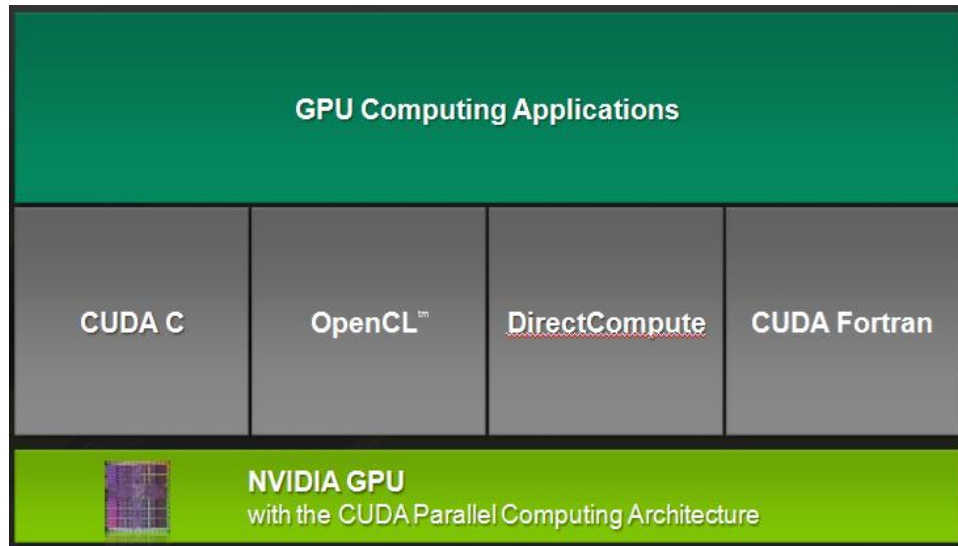 GPU Computing Applications
CUDA C
OpenCL™
DirectCompute
CUDA Fortran
NVIDIA GPU
with the CUDA Parallel Computing Architecture